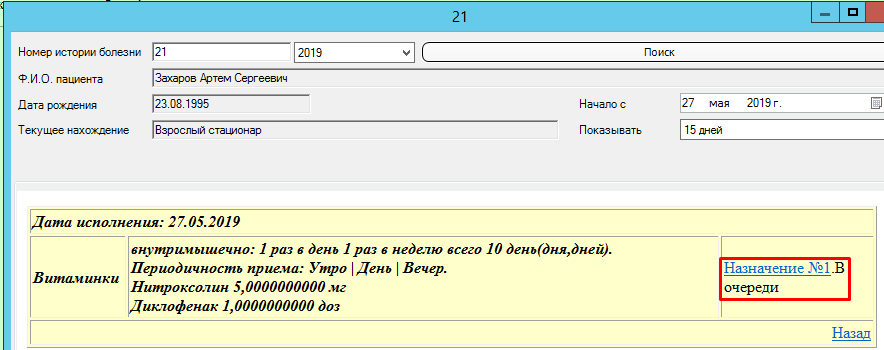 21
Номер истории болезни 21 2019 Поиск
Ф.И.О. пациента Захаров Артем Сергеевич
Дата рождения 23.08.1995 Начало с 27 мая 2019 г.
Текущее нахождение Взрослый стационар Показывать 15 дней
Дата исполнения: 27.05.2019
Витаминки
внутримышечно: 1 раз в день 1 раз в неделю всего 10 день(дня,дней).
Периодичность приема: Утро | День | Вечер.
Нитроксолин 5,0000000000 мг
Диклофенак 1,0000000000 доз
Назначение №1.В
очереди
Назад